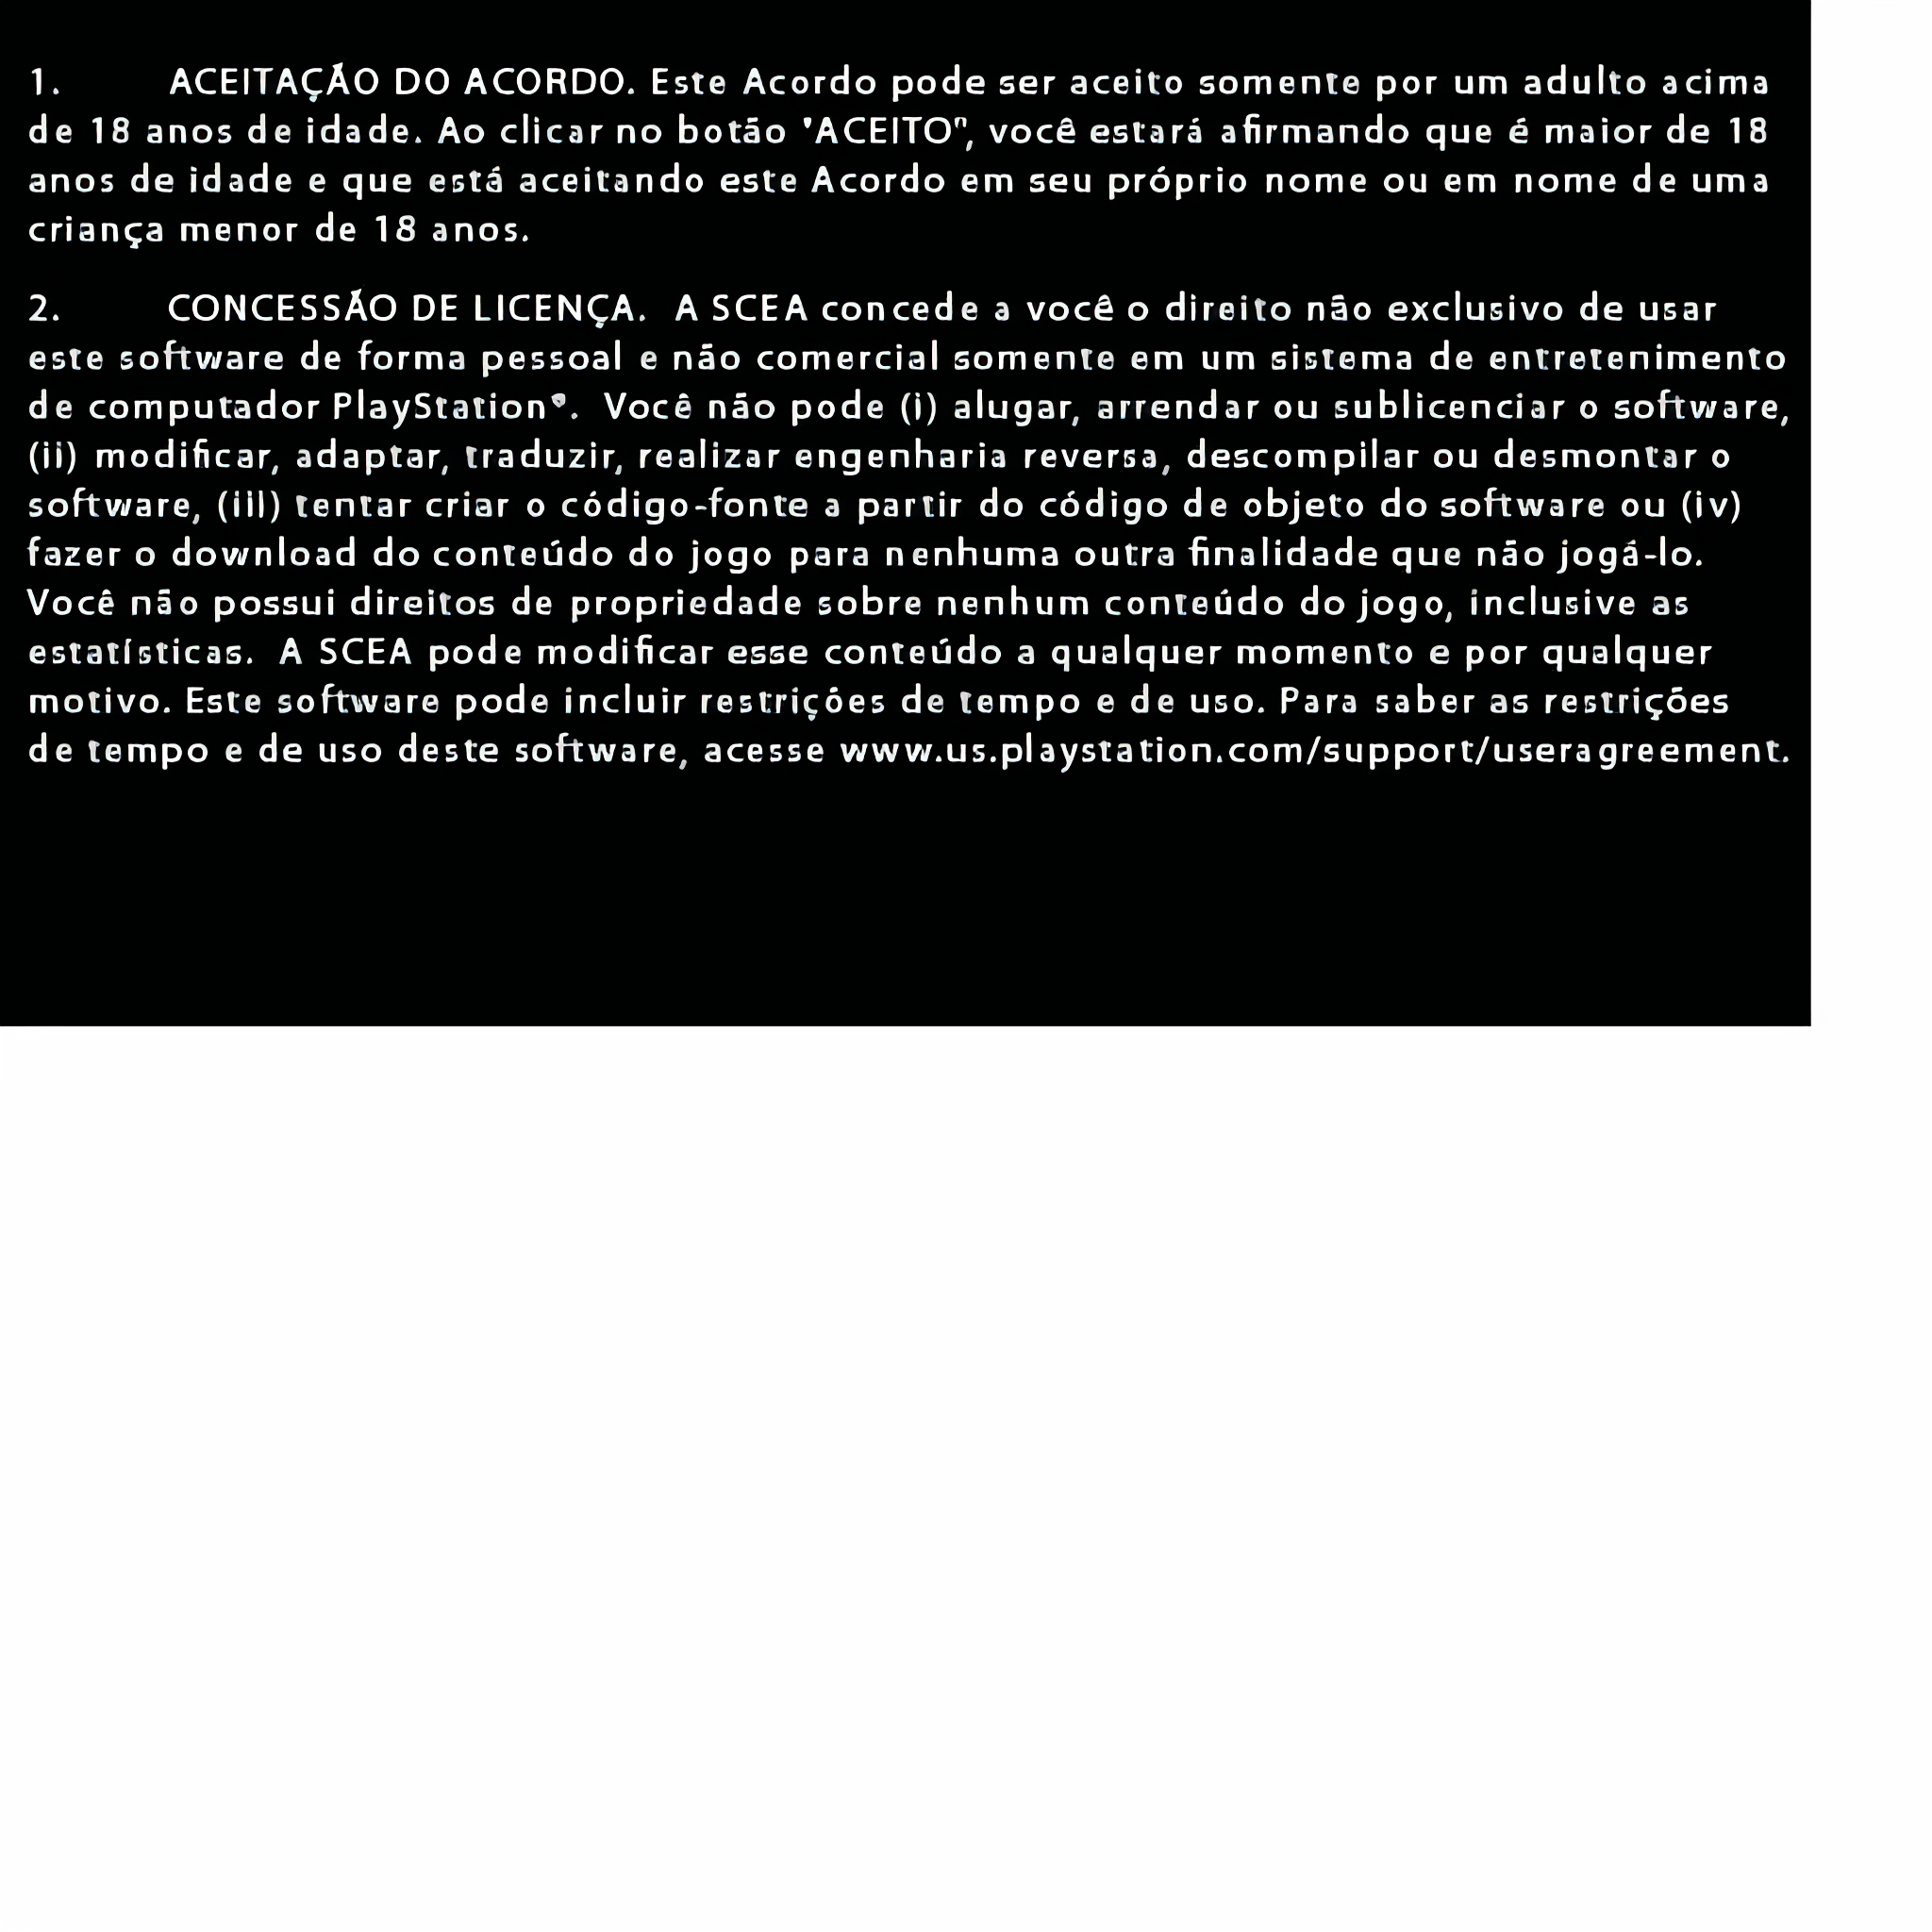 1. ACEITAÇÃO DO ACORDO. Este Acordo pode ser aceito somente por um adulto acima
de 18 anos de idade. Ao clicar no botão "ACEITO", você estará afirmando que é maior de 18
anos de idade e que está aceitando este Acordo em seu próprio nome ou em nome de uma
criança menor de 18 anos.
2. CONCESSÃO DE LICENÇA. A SCEA concede a você o direito não exclusivo de usar
este software de forma pessoal e não comercial somente em um sistema de entretenimento
de computador PlayStation®. Você não pode (i) alugar, arrendar ou sublicenciar o software,
(ii) modificar, adaptar, traduzir, realizar engenharia reversa, descompilar ou desmontar o
software, (iii) tentar criar o código-fonte a partir do código de objeto do software ou (iv)
fazer o download do conteúdo do jogo para nenhuma outra finalidade que não jogá-lo.
Você não possui direitos de propriedade sobre nenhum conteúdo do jogo, inclusive as
estatísticas. A SCEA pode modificar esse conteúdo a qualquer momento e por qualquer
motivo. Este software pode incluir restrições de tempo e de uso. Para saber as restrições
de tempo e de uso deste software, acesse www.us.playstation.com/support/useragreement.